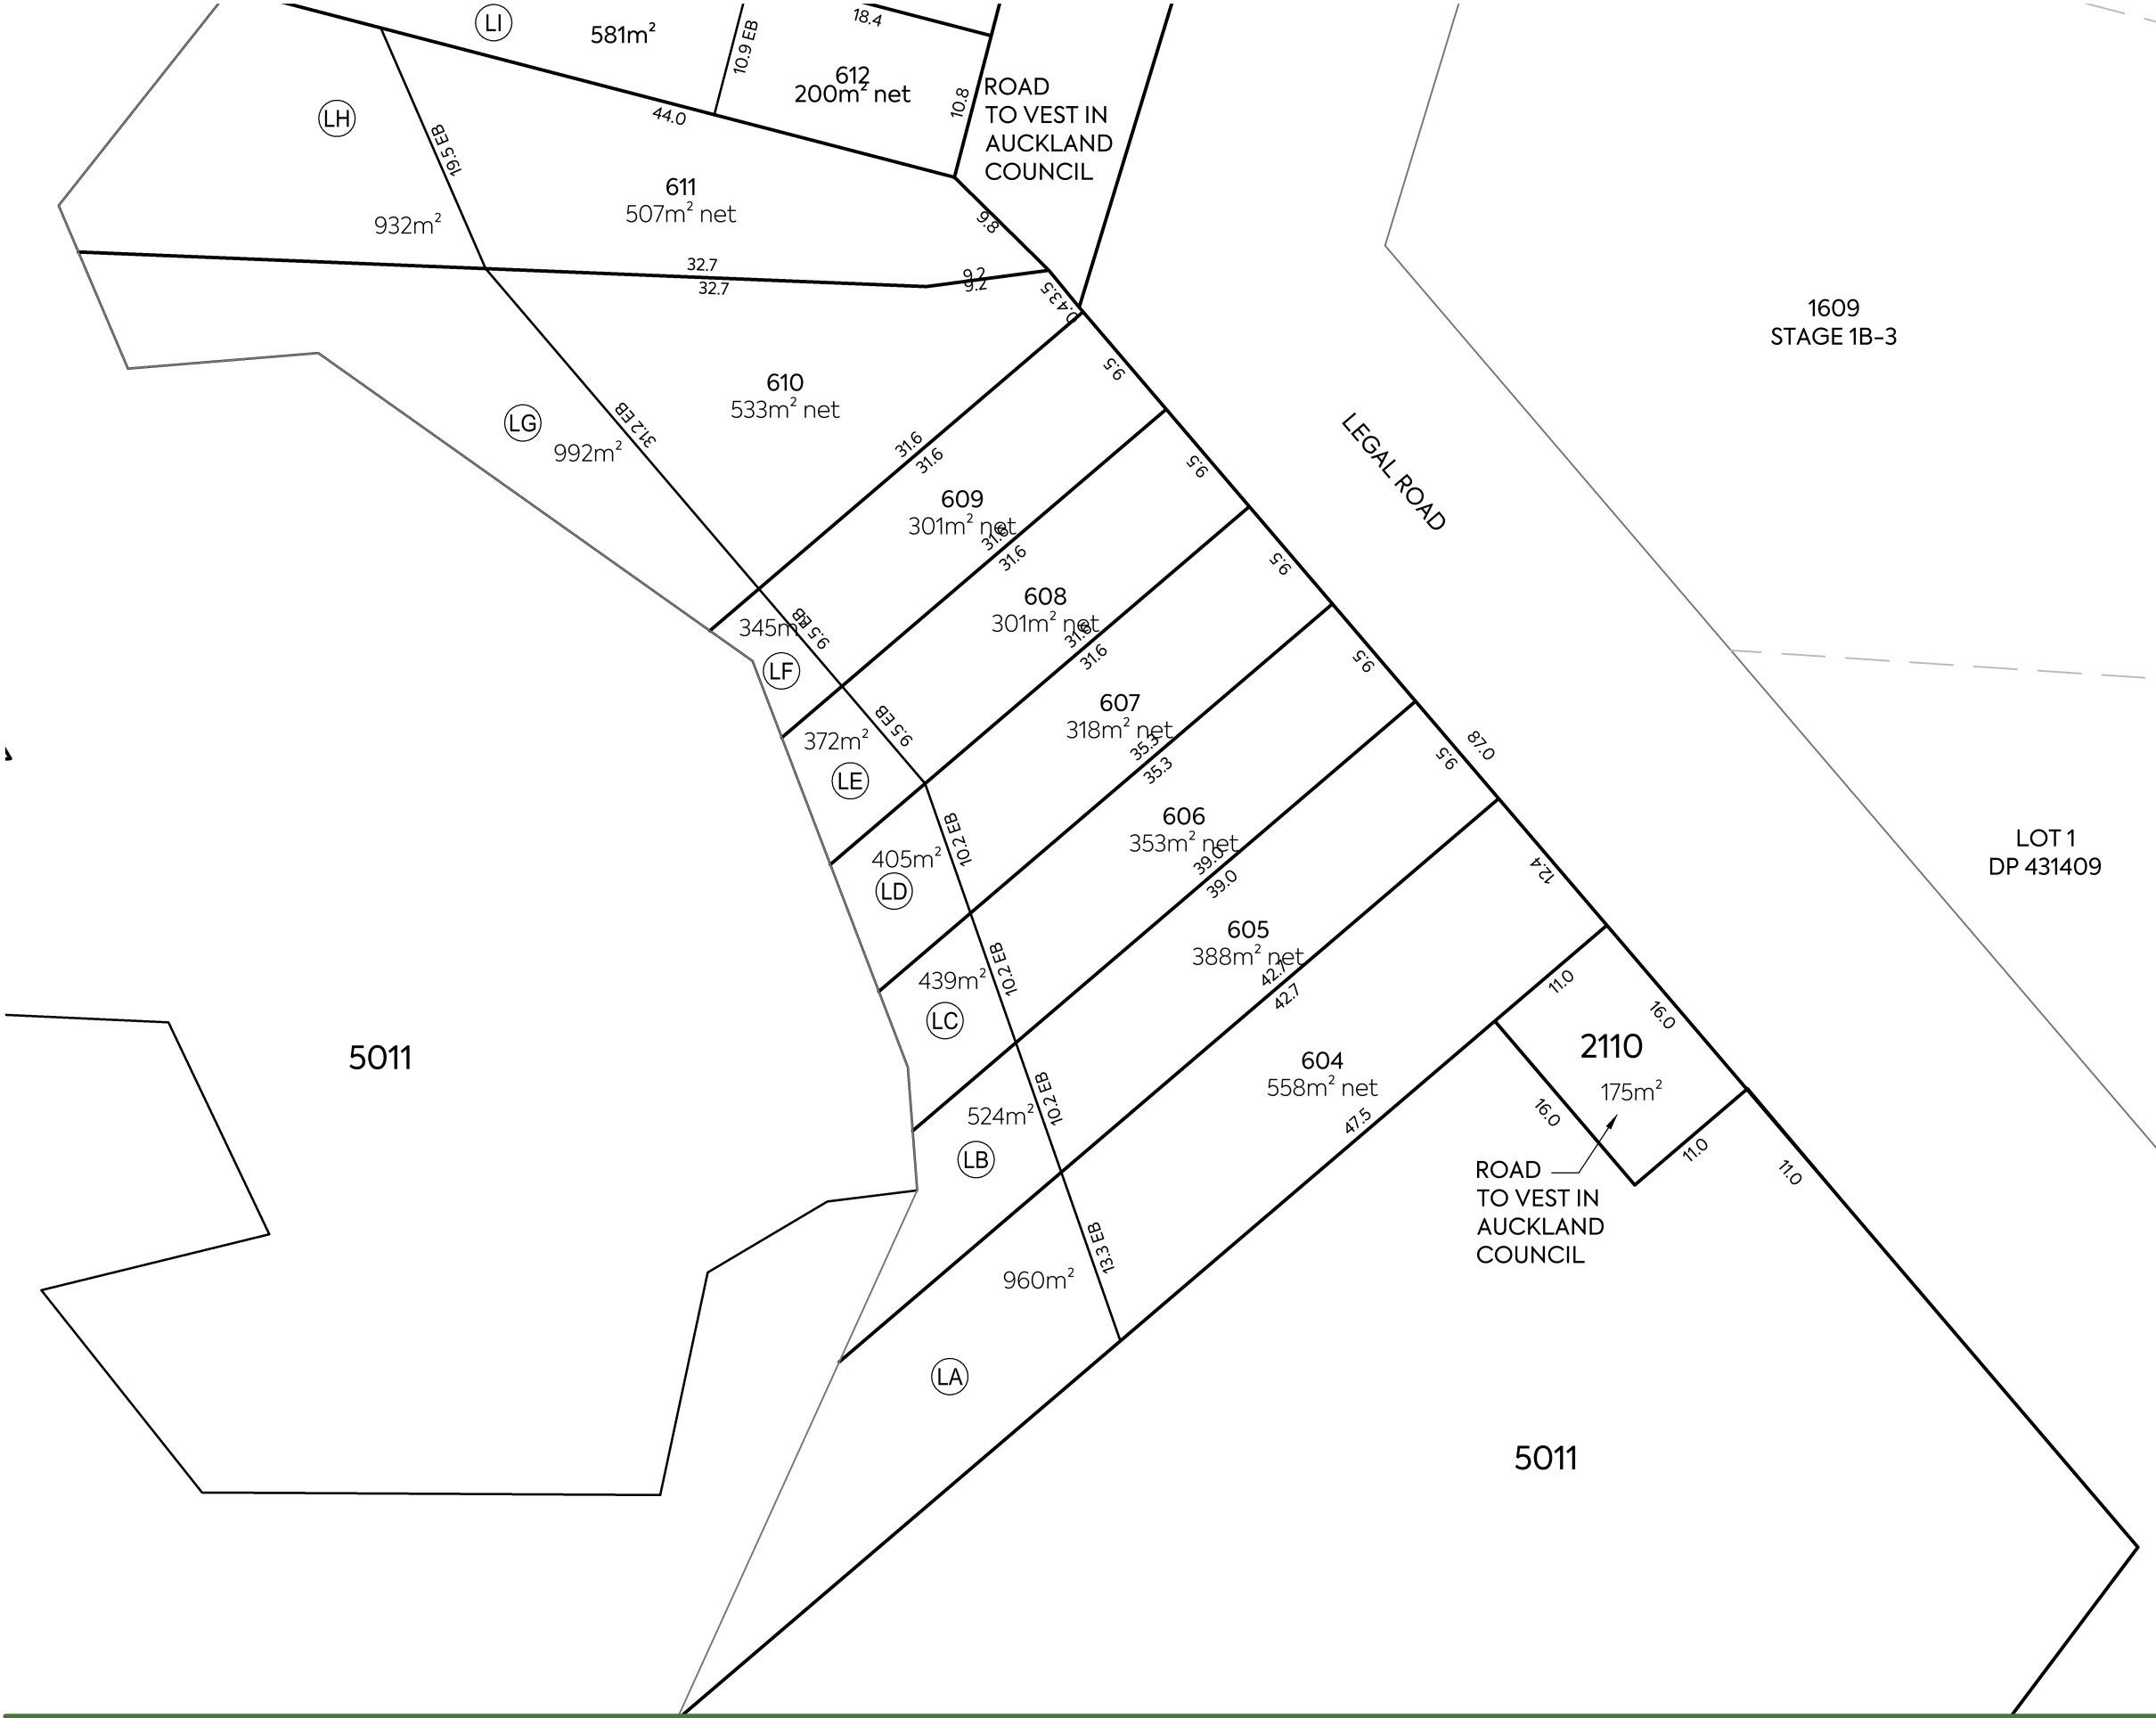 LI
581m²
10.9 EB
18.4
612
200m² net
10.8
ROAD
TO VEST IN
AUCKLAND
COUNCIL
LH
44.0
19.5 EB
611
507m² net
932m²
9.8
32.7
32.7
9.2
9.2
3.5
0.4
1609
STAGE 1B-3
610
533m² net
9.5
LG
992m²
31.2 EB
31.6
31.6
LEGAL ROAD
9.5
609
301m² net
31.6
31.6
9.5
608
301m² net
345m²
9.5 EB
31.6
31.6
LF
9.5
607
318m² net
372m²
9.5 EB
35.3
35.3
87.0
9.5
LE
606
353m² net
10.2 EB
405m²
LD
39.0
39.0
12.4
LOT 1
DP 431409
605
388m² net
439m²
10.2 EB
42.7
42.7
11.0
LC
16.0
5011
604
558m² net
2110
175m²
524m²
10.2 EB
47.5
16.0
11.0
LB
ROAD
TO VEST IN
AUCKLAND
COUNCIL
11.0
960m²
13.3 EB
LA
5011